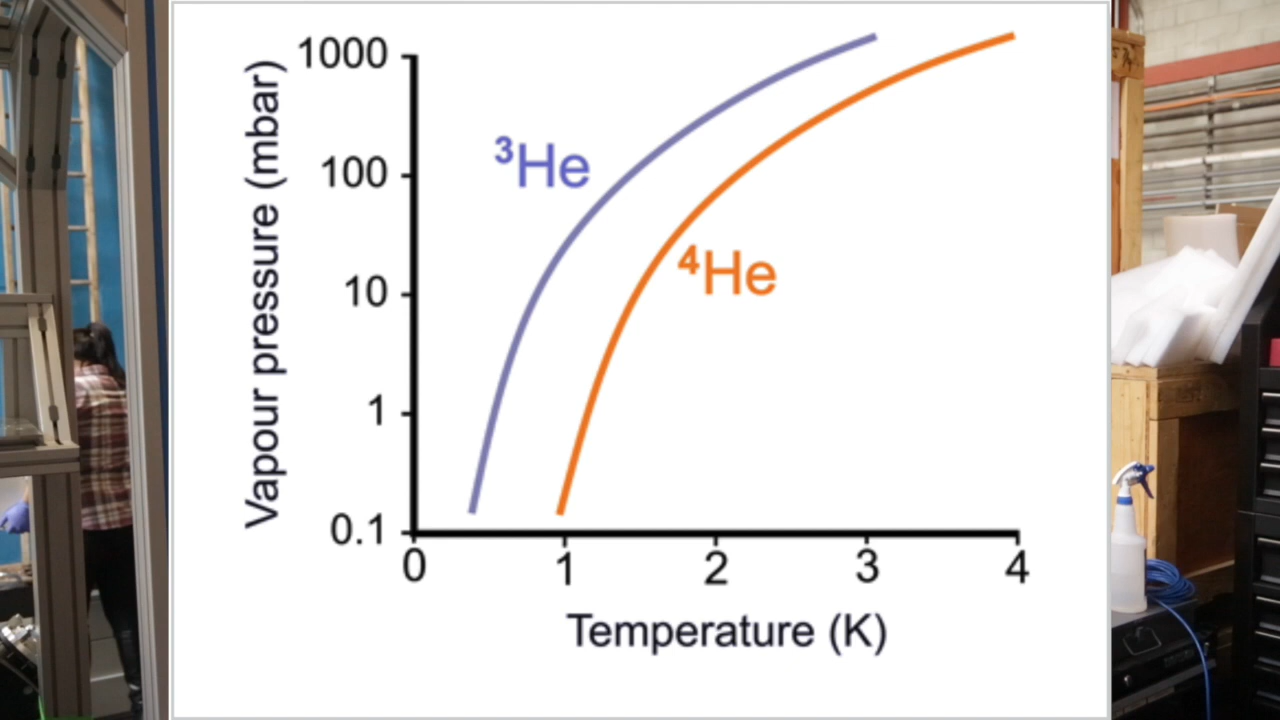 Vapour pressure (mbar)
1000
100
10
1
0.1
³He
⁴He
0
1
2
3
4
Temperature (K)